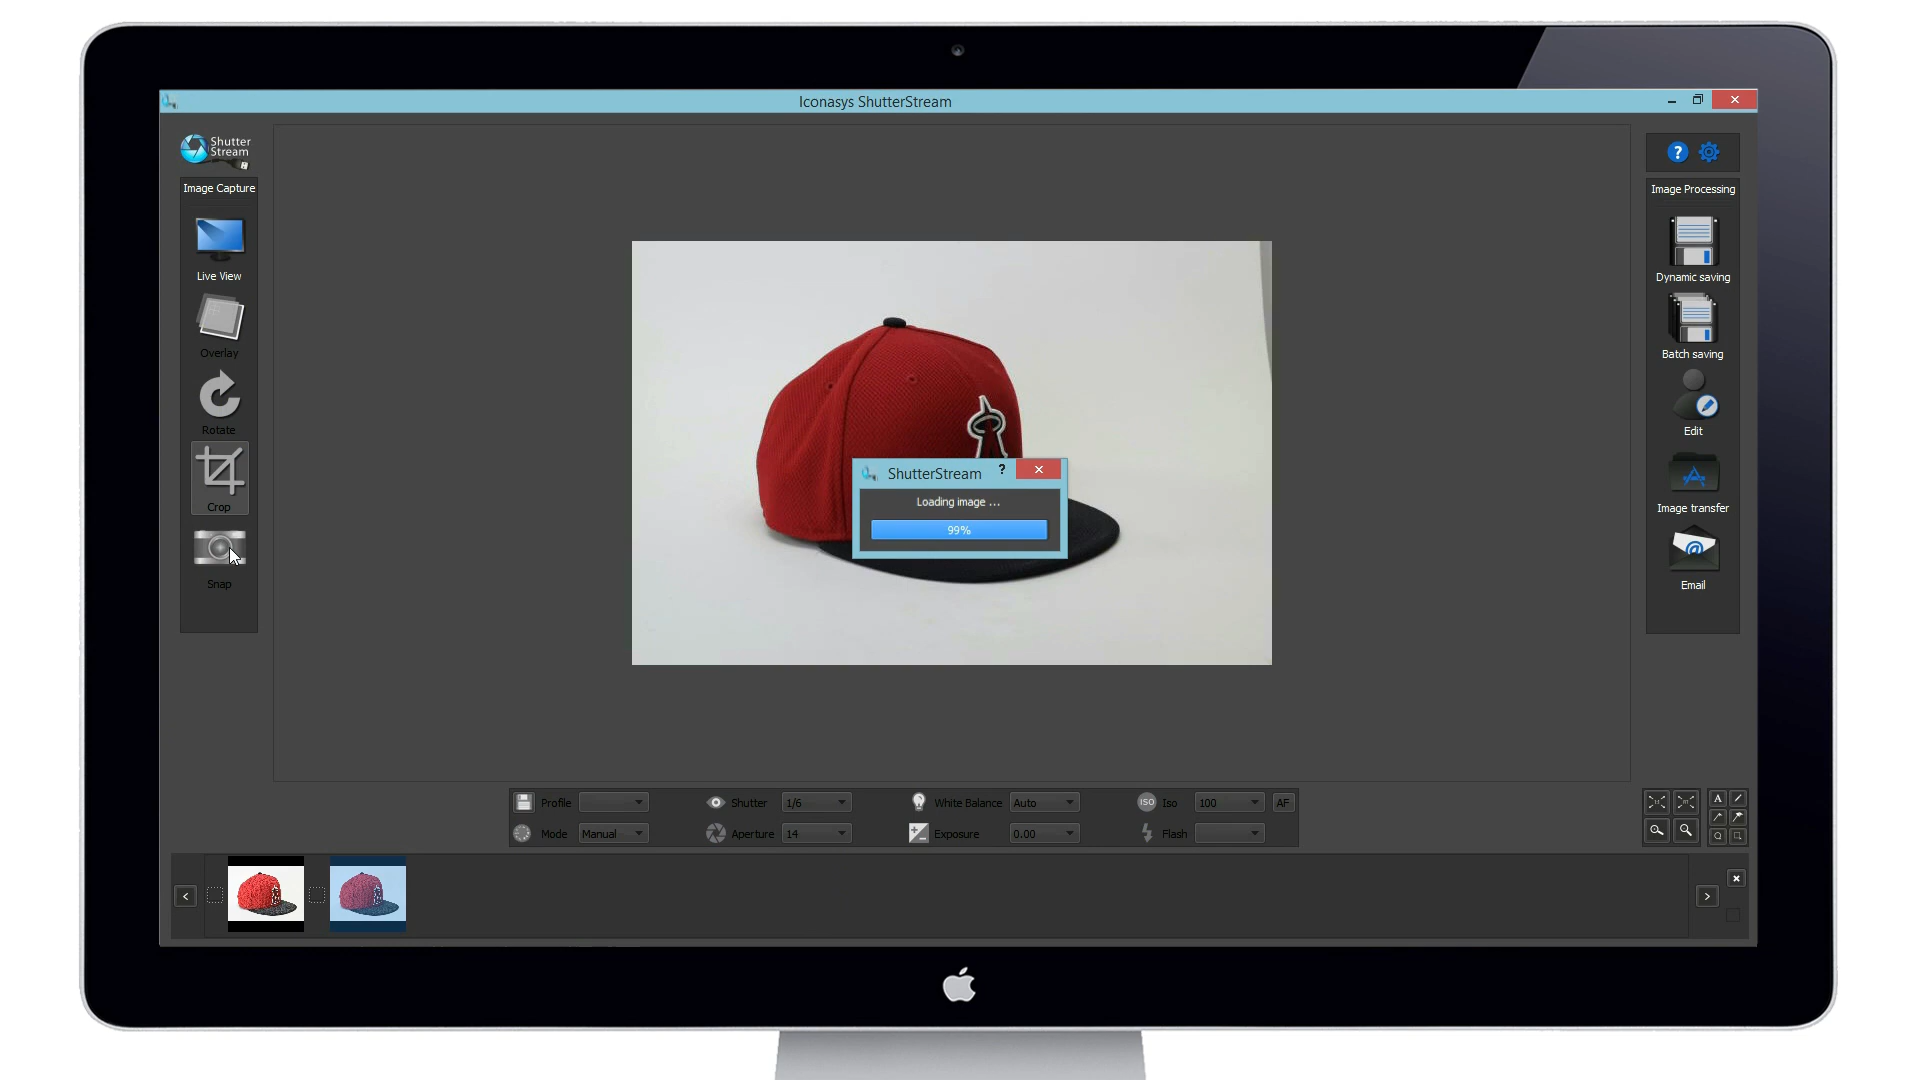 Iconasys ShutterStream
Shutter
Stream
Image Capture
Live View
Overlay
Rotate
Crop
Snap
ShutterStream ?
Loading image ...
99%
?
Image Processing
Dynamic saving
Batch saving
Edit
Image transfer
@
Email
Profile
Shutter 1/6
White Balance Auto
ISO Iso 100 AF
Mode Manual
Aperture 14
Exposure 0.00
Flash
A